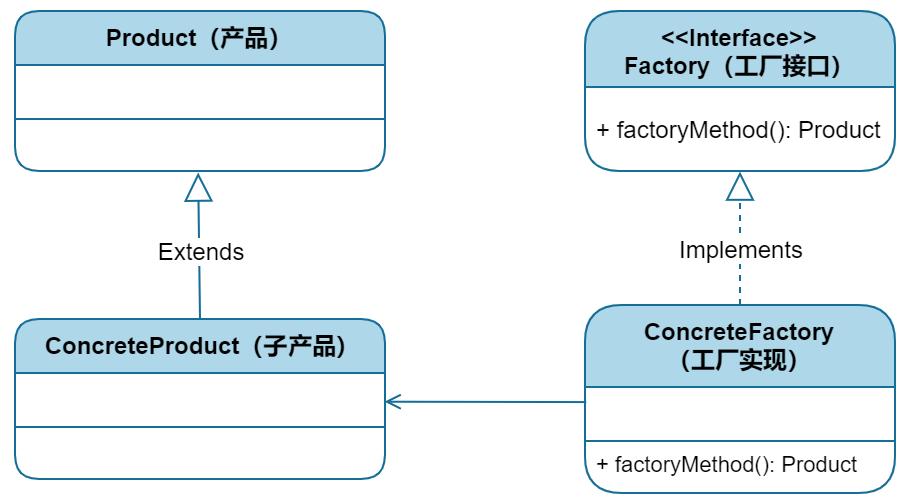 Product（产品）
<<Interface>>
Factory（工厂接口）
+ factoryMethod(): Product
Extends
Implements
ConcreteProduct（子产品）
ConcreteFactory
（工厂实现）
+ factoryMethod(): Product